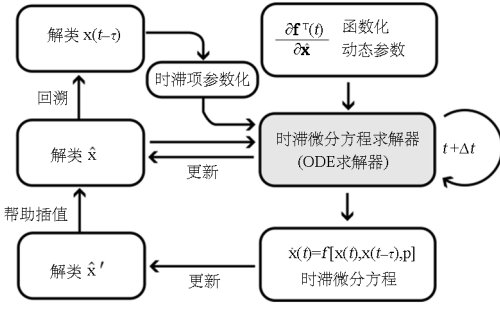 解类 x(t–τ)
∂f ᵀ(t)
∂ẋ
函数化
动态参数
时滞项参数化
回溯
解类 x̂
更新
时滞微分方程求解器
(ODE求解器)
t+Δt
帮助插值
解类 x̂′
更新
ẋ(t)=f'[x(t),x(t–τ),p]
时滞微分方程